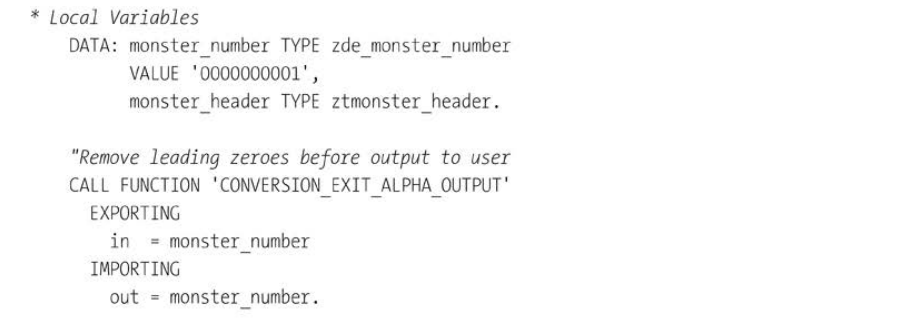 * Local Variables
DATA: monster_number TYPE zde_monster_number
VALUE '0000000001',
monster_header TYPE ztmonster_header.
"Remove leading zeroes before output to user
CALL FUNCTION 'CONVERSION_EXIT_ALPHA_OUTPUT'
EXPORTING
in = monster_number
IMPORTING
out = monster_number.